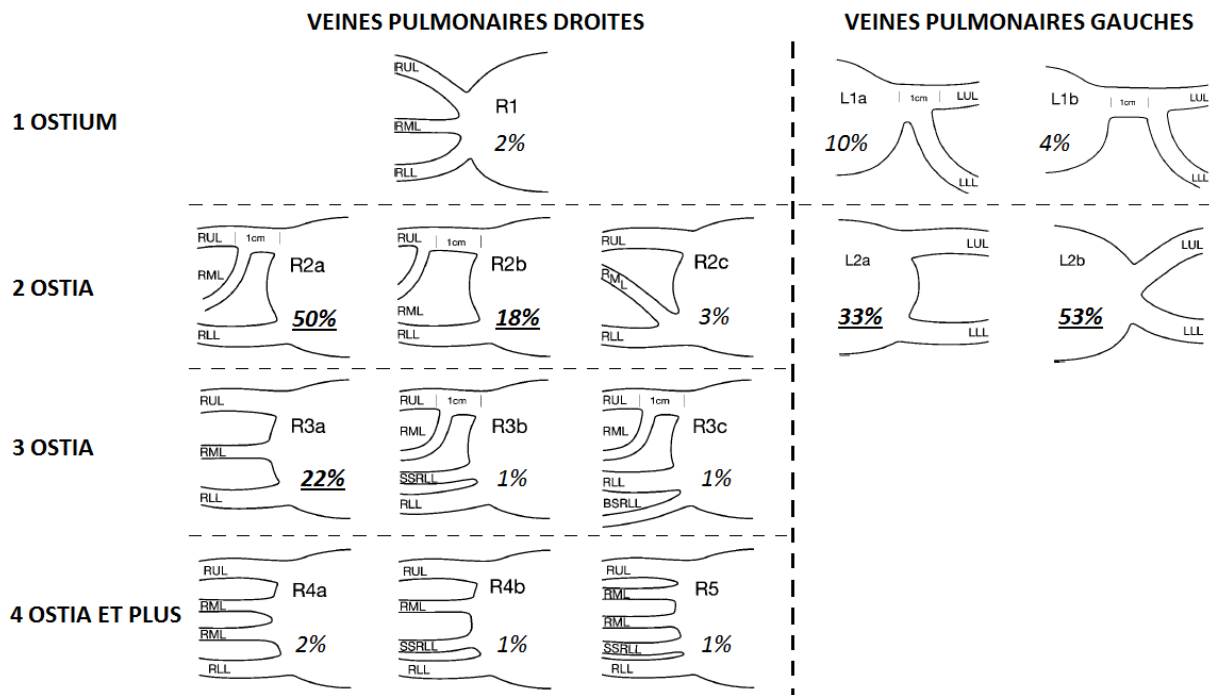 VEINES PULMONAIRES DROITES
VEINES PULMONAIRES GAUCHES
1 OSTIUM
RUL
RML
RLL
R1
2%
L1a
1cm
LUL
LLL
10%
L1b
1cm
LUL
LLL
4%
2 OSTIA
RUL
1cm
RML
RLL
R2a
50%
RUL
1cm
RML
RLL
R2b
18%
RUL
RML
RLL
R2c
3%
L2a
LUL
LLL
33%
L2b
LUL
LLL
53%
3 OSTIA
RUL
RML
RLL
R3a
22%
RUL
1cm
RML
SSRLL
RLL
R3b
1%
RUL
1cm
RML
RLL
BSRLL
R3c
1%
4 OSTIA ET PLUS
RUL
RML
RML
RLL
R4a
2%
RUL
RML
SSRLL
RLL
R4b
1%
RUL
RML
RML
SSRLL
RLL
R5
1%